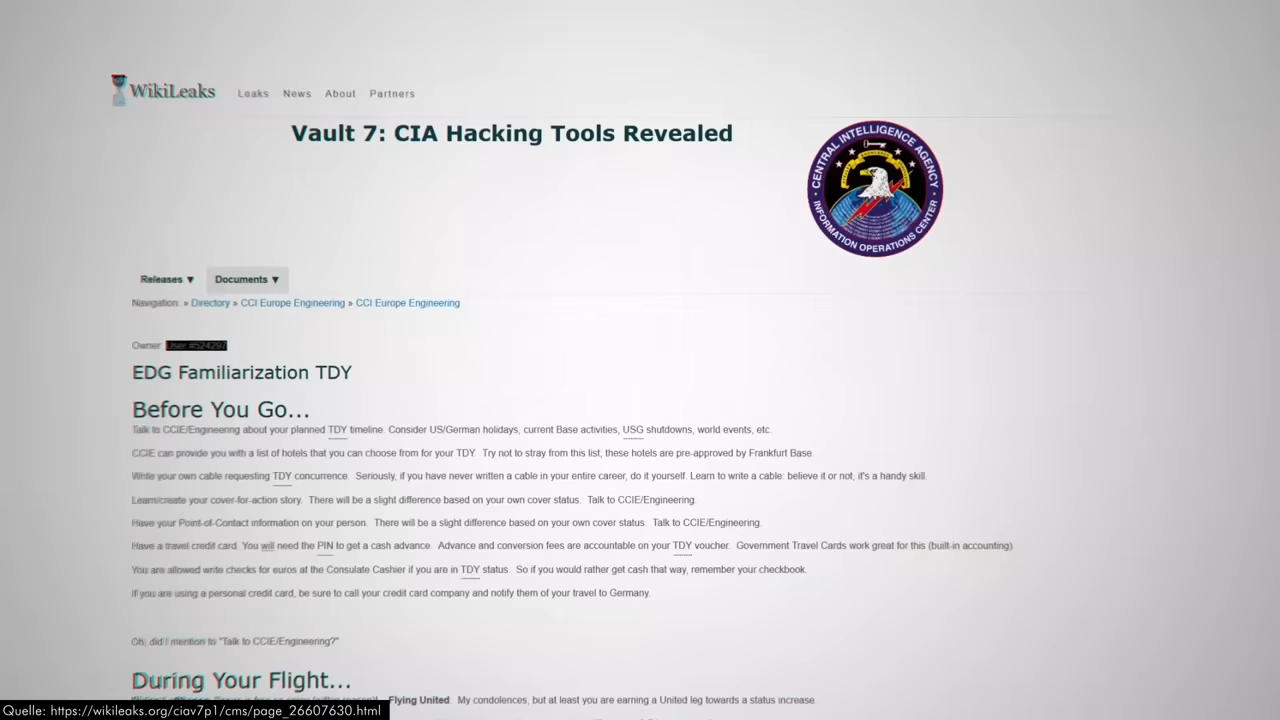 WikiLeaks
Leaks News About Partners
Vault 7: CIA Hacking Tools Revealed
CENTRAL INTELLIGENCE AGENCY
INFORMATION OPERATIONS CENTER
Releases ▼ Documents ▼
Navigation: » Directory » CCI Europe Engineering » CCI Europe Engineering
Owner: User #524297
EDG Familiarization TDY
Before You Go...
Talk to CCIE/Engineering about your planned TDY timeline. Consider US/German holidays, current Base activities, USG shutdowns, world events, etc.
CCIE can provide you with a list of hotels that you can choose from for your TDY. Try not to stray from this list, these hotels are pre-approved by Frankfurt Base.
Write your own cable requesting TDY concurrence. Seriously, if you have never written a cable in your entire career, do it yourself. Learn to write a cable: believe it or not, it's a handy skill.
Learn/create your cover-for-action story. There will be a slight difference based on your own cover status. Talk to CCIE/Engineering.
Have your Point-of-Contact information on your person. There will be a slight difference based on your own cover status. Talk to CCIE/Engineering.
Have a travel credit card. You will need the PIN to get a cash advance. Advance and conversion fees are accountable on your TDY voucher. Government Travel Cards work great for this (built-in accounting)
You are allowed write checks for euros at the Consulate Cashier if you are in TDY status. So if you would rather get cash that way, remember your checkbook.
If you are using a personal credit card, be sure to call your credit card company and notify them of your travel to Germany.
Oh, did I mention to "Talk to CCIE/Engineering?"
During Your Flight...
Flying United. My condolences, but at least you are earning a United leg towards a status increase.
Quelle: https://wikileaks.org/ciav7p1/cms/page_26607630.html